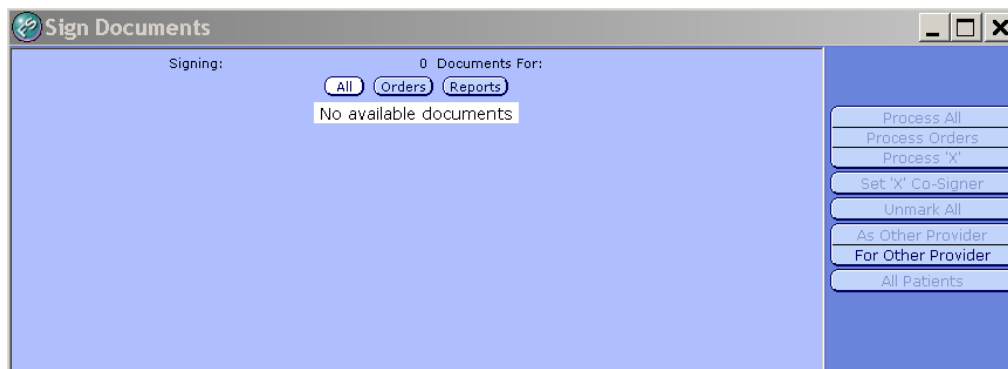 Sign Documents
Signing: 0 Documents For:
All Orders Reports
No available documents
Process All
Process Orders
Process 'X'
Set 'X' Co-Signer
Unmark All
As Other Provider
For Other Provider
All Patients